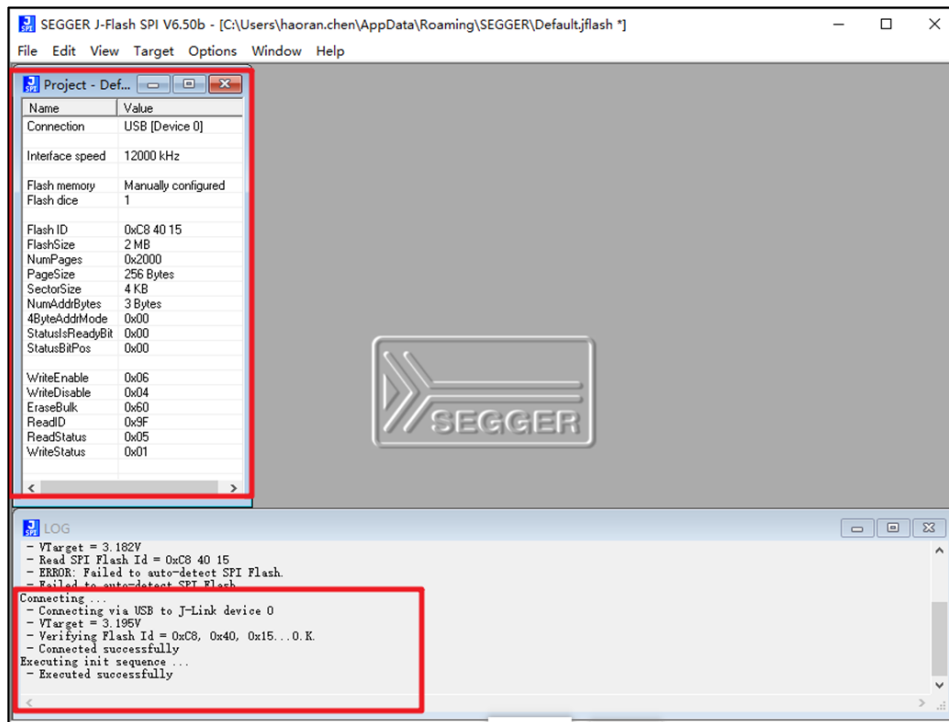 SEGGER J-Flash SPI V6.50b - [C:\Users\haoran.chen\AppData\Roaming\SEGGER\Default.jflash *]
File Edit View Target Options Window Help
Project - Def...
Name Value
Connection USB [Device 0]
Interface speed 12000 kHz
Flash memory Manually configured
Flash dice 1
Flash ID 0xC8 40 15
FlashSize 2 MB
NumPages 0x2000
PageSize 256 Bytes
SectorSize 4 KB
NumAddrBytes 3 Bytes
4ByteAddrMode 0x00
StatusIsReadyBit 0x00
StatusBitPos 0x00
WriteEnable 0x06
WriteDisable 0x04
EraseBulk 0x60
ReadID 0x9F
ReadStatus 0x05
WriteStatus 0x01
SEGGER
LOG
- VTarget = 3.182V
- Read SPI Flash Id = 0xC8 40 15
- ERROR: Failed to auto-detect SPI Flash.
- Failed to auto-detect SPI Flash
Connecting ...
- Connecting via USB to J-Link device 0
- VTarget = 3.195V
- Verifying Flash Id = 0xC8, 0x40, 0x15...O.K.
- Connected successfully
Executing init sequence ...
- Executed successfully